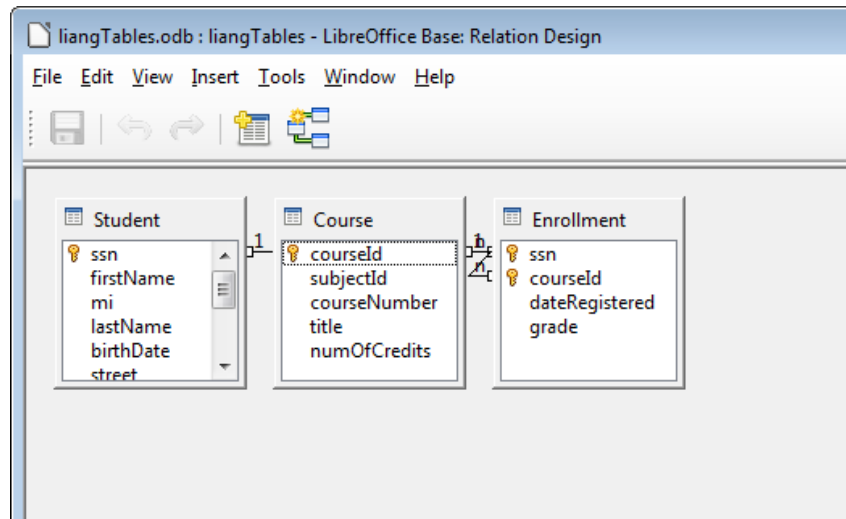 liangTables.odb : liangTables - LibreOffice Base: Relation Design
File Edit View Insert Tools Window Help
Student
ssn
firstName
mi
lastName
birthDate
street
1
Course
courseId
subjectId
courseNumber
title
numOfCredits
1
n
n
Enrollment
ssn
courseId
dateRegistered
grade